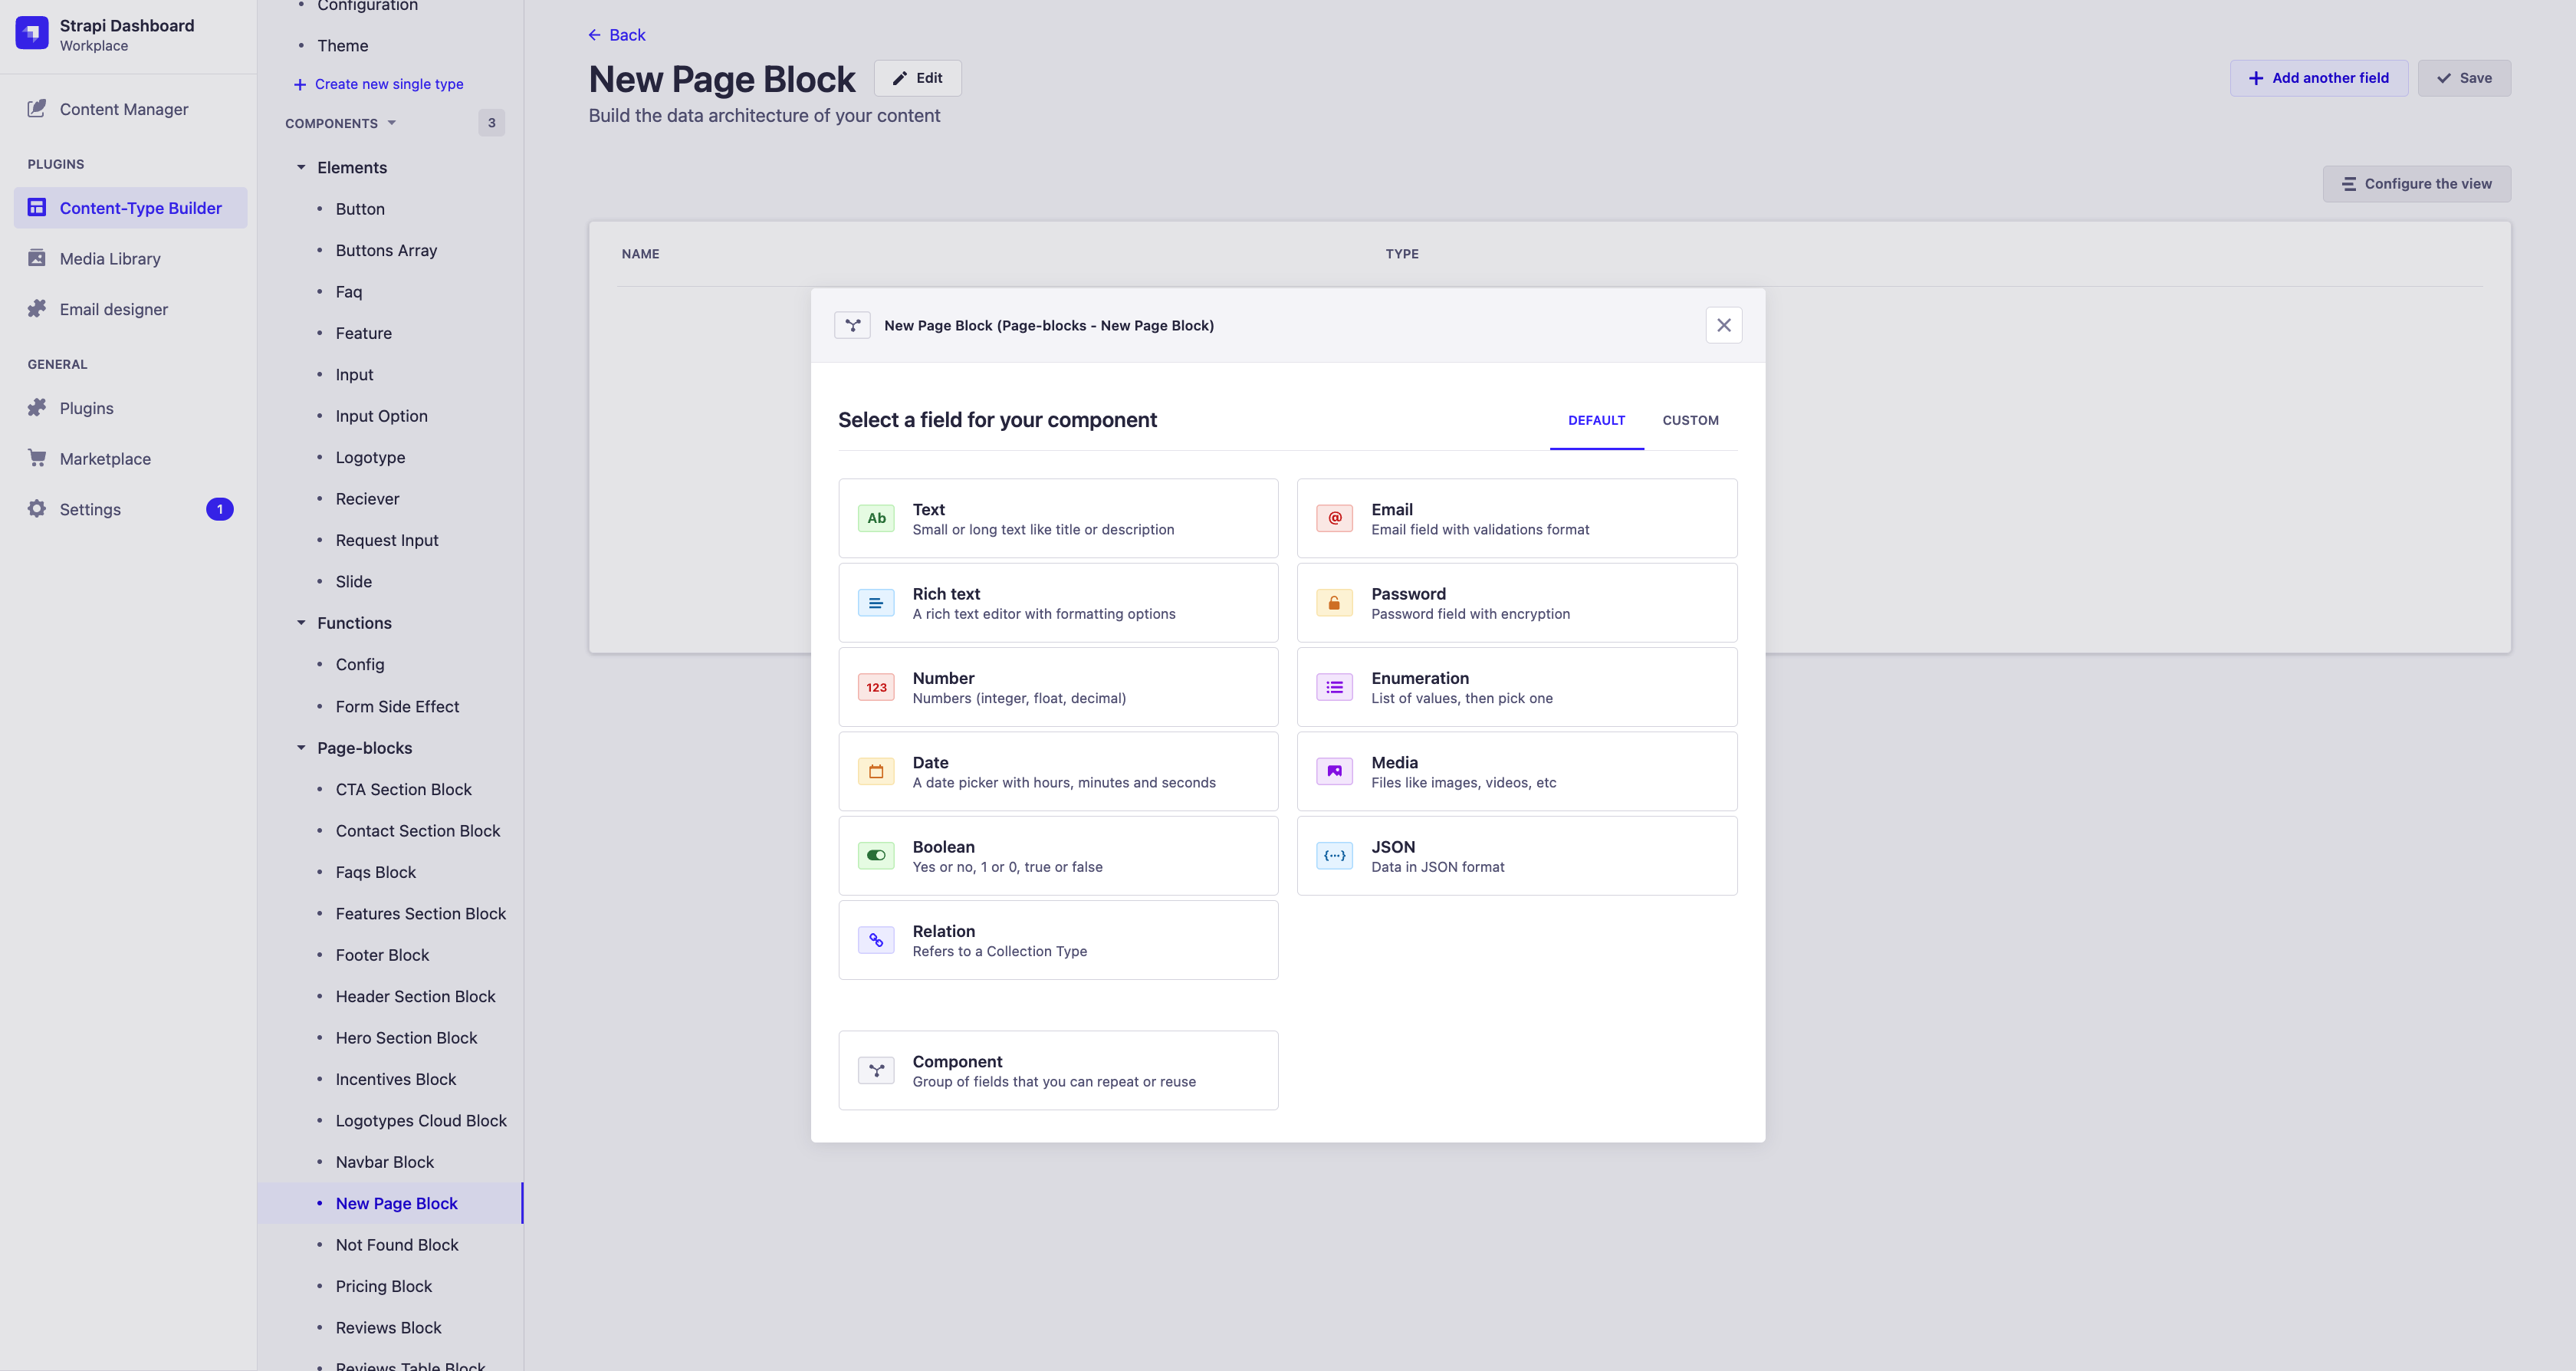 Strapi Dashboard
Workplace
Content Manager
PLUGINS
Content-Type Builder
Media Library
Email designer
GENERAL
Plugins
Marketplace
Settings
1
Configuration
Theme
Create new single type
COMPONENTS
3
Elements
Button
Buttons Array
Faq
Feature
Input
Input Option
Logotype
Reciever
Request Input
Slide
Functions
Config
Form Side Effect
Page-blocks
CTA Section Block
Contact Section Block
Faqs Block
Features Section Block
Footer Block
Header Section Block
Hero Section Block
Incentives Block
Logotypes Cloud Block
Navbar Block
New Page Block
Not Found Block
Pricing Block
Reviews Block
Reviews Table Block
Back
New Page Block
Edit
Build the data architecture of your content
Add another field
Save
Configure the view
NAME
TYPE
New Page Block (Page-blocks - New Page Block)
Select a field for your component
DEFAULT
CUSTOM
Ab
Text
Small or long text like title or description
@
Email
Email field with validations format
Rich text
A rich text editor with formatting options
Password
Password field with encryption
123
Number
Numbers (integer, float, decimal)
Enumeration
List of values, then pick one
Date
A date picker with hours, minutes and seconds
Media
Files like images, videos, etc
Boolean
Yes or no, 1 or 0, true or false
{···}
JSON
Data in JSON format
Relation
Refers to a Collection Type
Component
Group of fields that you can repeat or reuse